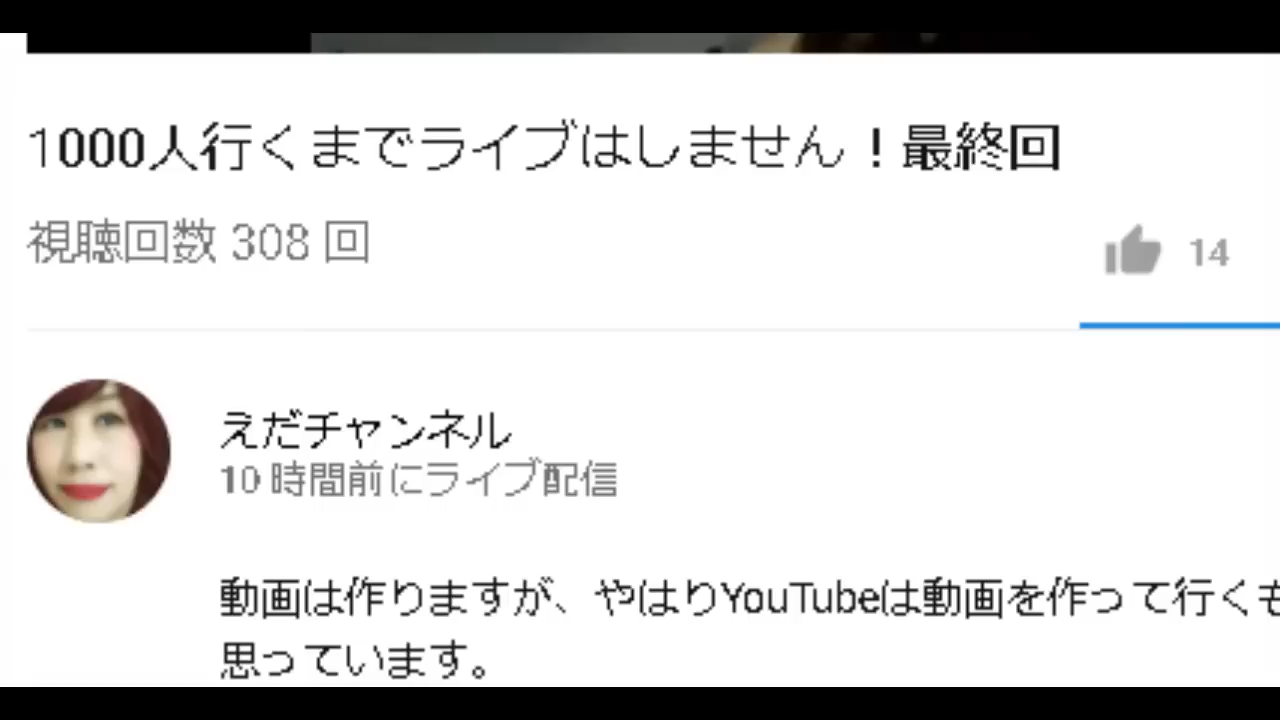 1000人行くまでライブはしません！最終回
視聴回数 308 回
14
えだチャンネル
10 時間前にライブ配信
動画は作りますが、やはりYouTubeは動画を作って行くも
思っています。